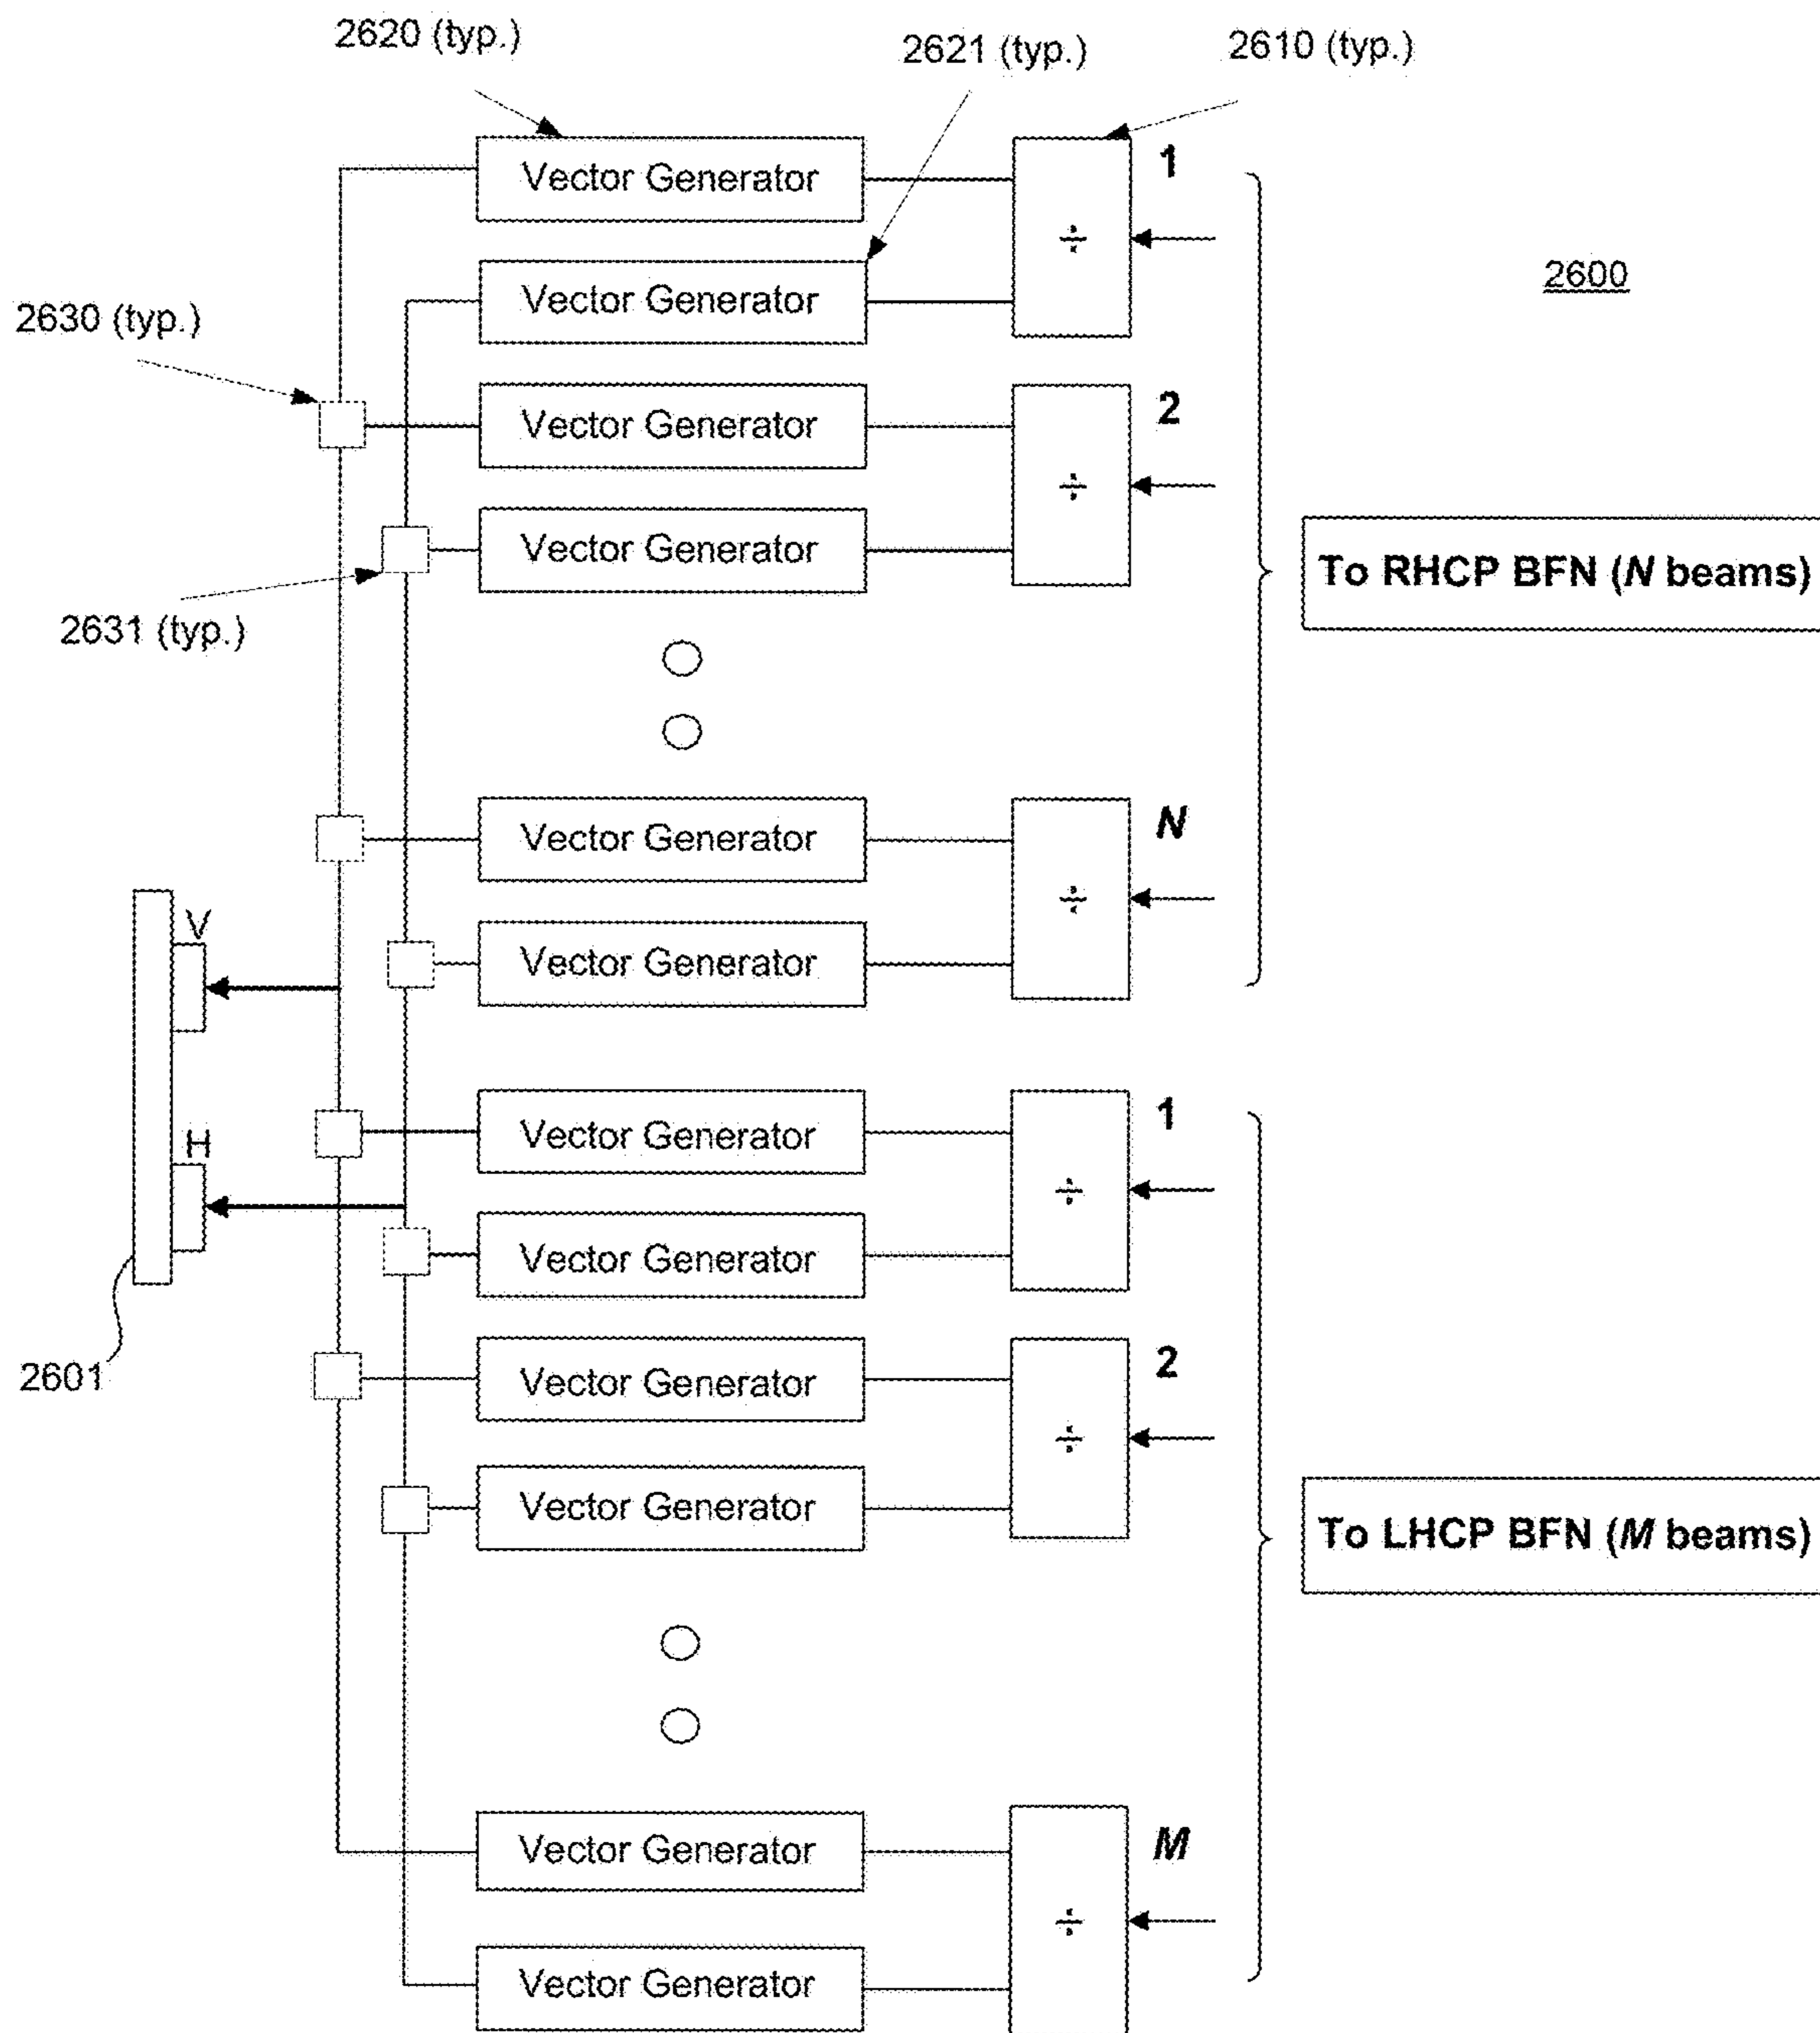 2620 (typ.)
2621 (typ.)
2610 (typ.)
Vector Generator
1
÷
2600
Vector Generator
2630 (typ.)
Vector Generator
2
÷
Vector Generator
To RHCP BFN (N beams)
2631 (typ.)
Vector Generator
N
÷
V
Vector Generator
Vector Generator
1
H
÷
Vector Generator
2601
Vector Generator
2
÷
Vector Generator
To LHCP BFN (M beams)
Vector Generator
M
÷
Vector Generator